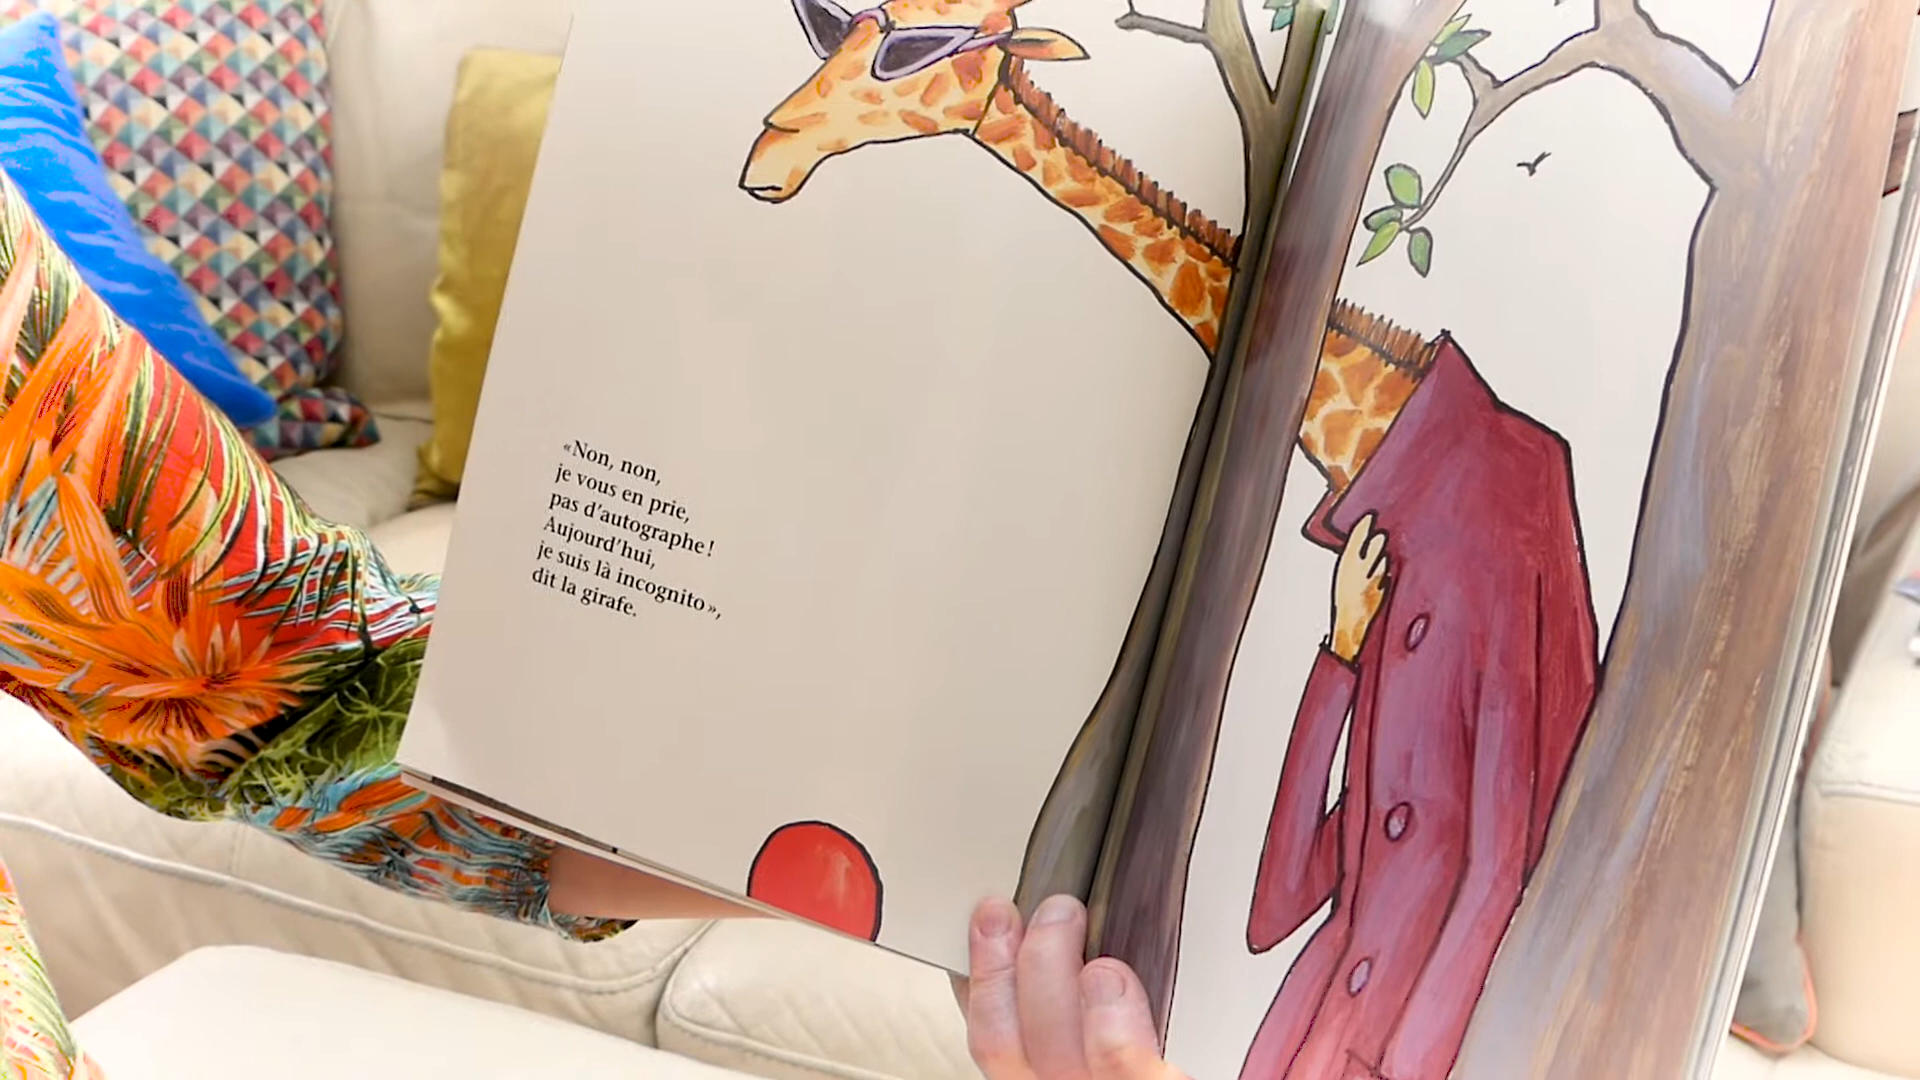 «Non, non,
je vous en prie,
pas d'autographe!
Aujourd'hui,
je suis là incognito»,
dit la girafe.